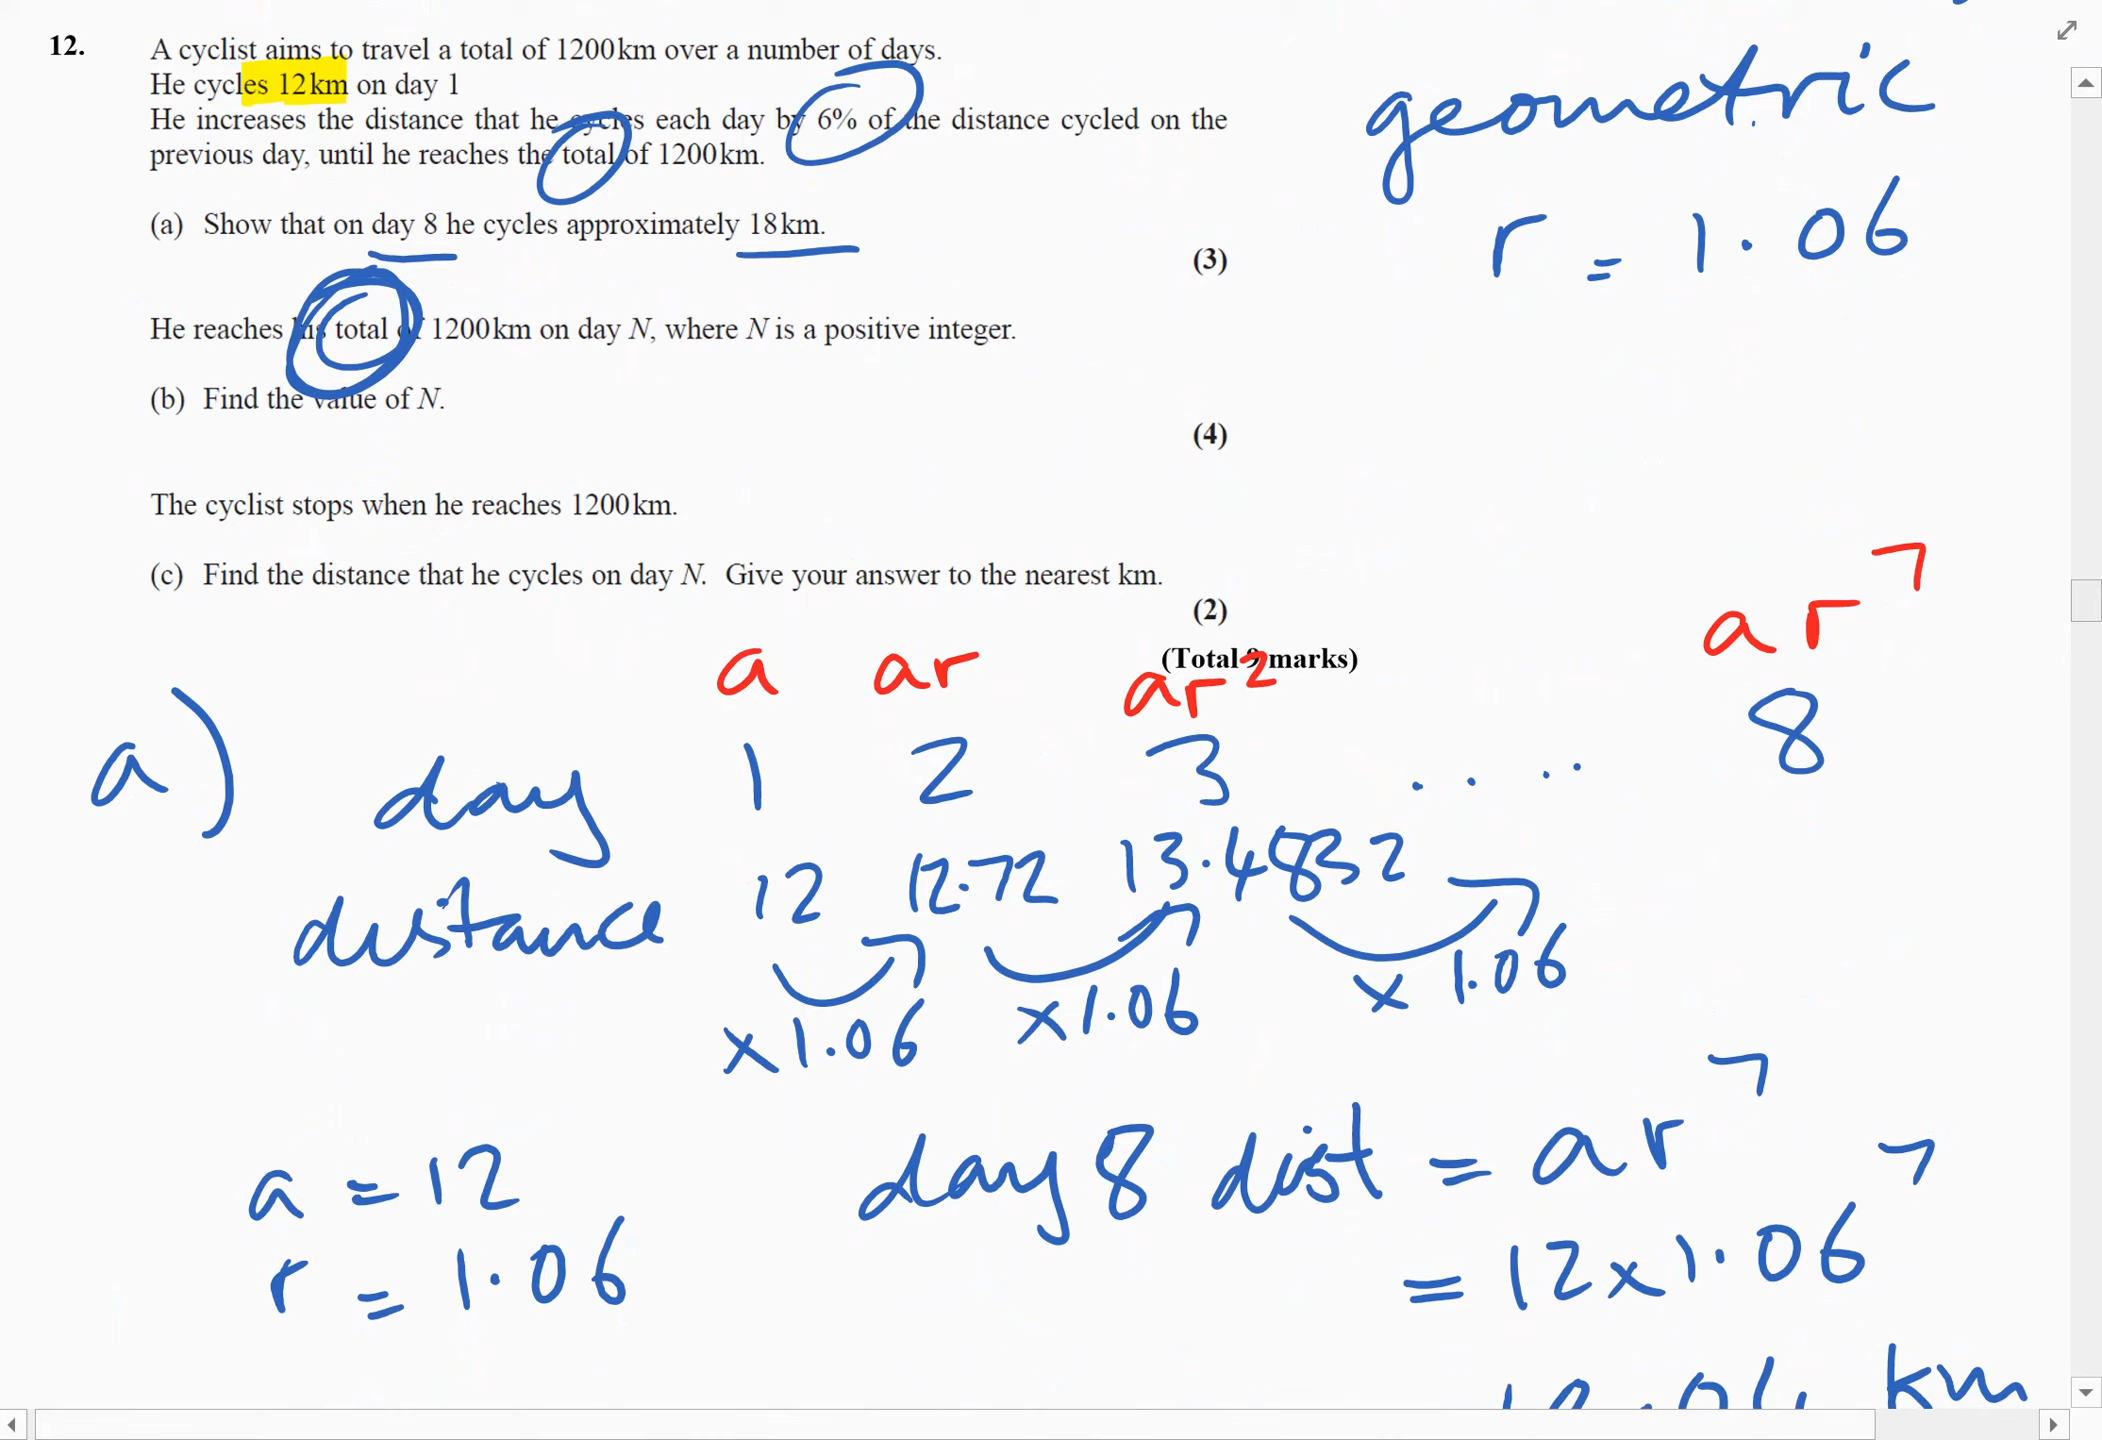 12. A cyclist aims to travel a total of 1200 km over a number of days.
He cycles 12 km on day 1
He increases the distance that he cycles each day by 6% of the distance cycled on the
previous day, until he reaches the total of 1200 km.
geometric
r = 1.06
(a) Show that on day 8 he cycles approximately 18 km.
(3)
He reaches his total of 1200 km on day N, where N is a positive integer.
(b) Find the value of N.
(4)
The cyclist stops when he reaches 1200 km.
(c) Find the distance that he cycles on day N. Give your answer to the nearest km.
(2)
(Total 9 marks)
a ar ar² ar⁷
a) day 1 2 3 .... 8
distance 12 12.72 13.4832
x1.06 x1.06 x 1.06
a = 12
r = 1.06
day 8 dist = ar⁷
= 12 x 1.06⁷
km